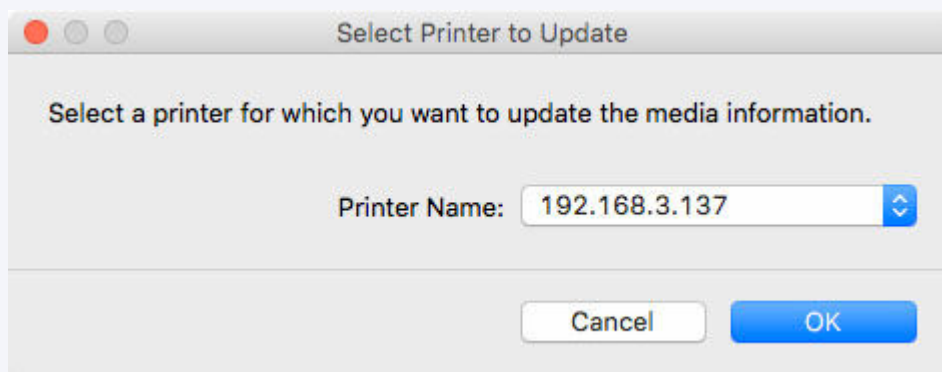 Select Printer to Update
Select a printer for which you want to update the media information.
Printer Name: 192.168.3.137
Cancel OK